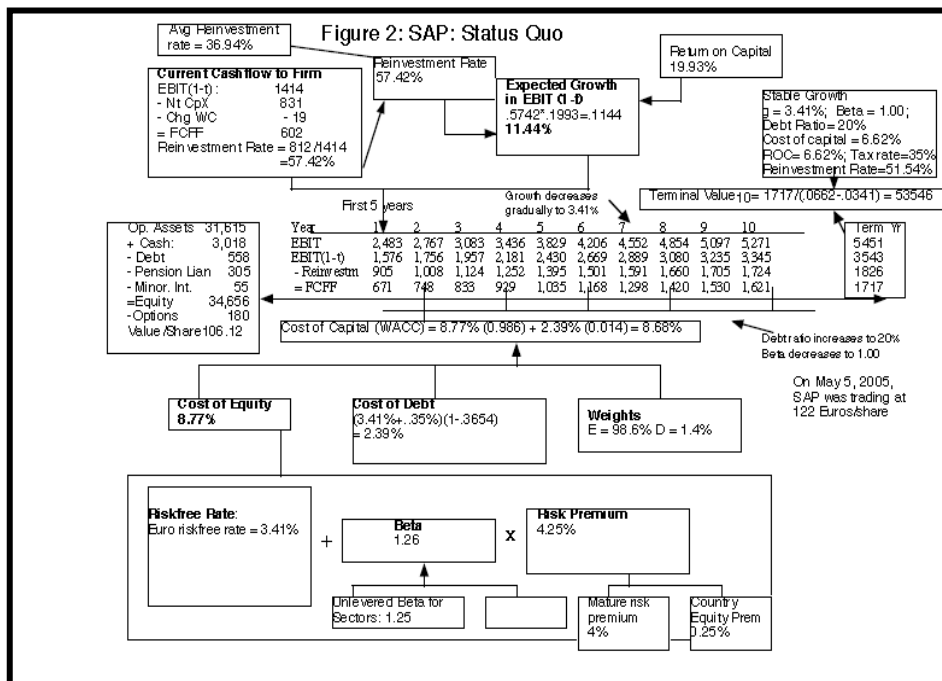 Figure 2: SAP: Status Quo
Avg Reinvestment
rate = 36.94%
Reinvestment Rate
57.42%
Return on Capital
19.93%
Current Cashflow to Firm
EBIT(1-t) : 1414
- Nt CpX 831
- Chg WC - 19
= FCFF 602
Reinvestment Rate = 812/1414
=57.42%
Expected Growth
in EBIT (1-t)
.5742*.1993=.1144
11.44%
Stable Growth
g = 3.41%; Beta = 1.00;
Debt Ratio= 20%
Cost of capital = 6.62%
ROC= 6.62%; Tax rate=35%
Reinvestment Rate=51.54%
Terminal Value10= 1717/(.0662-.0341) = 53546
First 5 years
Growth decreases
gradually to 3.41%
Op. Assets 31,615
+ Cash: 3,018
- Debt 558
- Pension Lian 305
- Minor. Int. 55
=Equity 34,656
-Options 180
Value/Share106.12
Year 1 2 3 4 5 6 7 8 9 10
EBIT 2,483 2,767 3,083 3,436 3,829 4,206 4,552 4,854 5,097 5,271
EBIT(1-t) 1,576 1,756 1,957 2,181 2,430 2,669 2,889 3,080 3,235 3,345
- Reinvestm 905 1,008 1,124 1,252 1,395 1,501 1,591 1,660 1,705 1,724
= FCFF 671 748 833 929 1,035 1,168 1,298 1,420 1,530 1,621
Term Yr
5451
3543
1826
1717
Cost of Capital (WACC) = 8.77% (0.986) + 2.39% (0.014) = 8.68%
Debt ratio increases to 20%
Beta decreases to 1.00
On May 5, 2005,
SAP was trading at
122 Euros/share
Cost of Equity
8.77%
Cost of Debt
(3.41%+..35%)(1-.3654)
= 2.39%
Weights
E = 98.6% D = 1.4%
Riskfree Rate:
Euro riskfree rate = 3.41%
+
Beta
1.26
X
Risk Premium
4.25%
Unlevered Beta for
Sectors: 1.25
Mature risk
premium
4%
Country
Equity Prem
0.25%